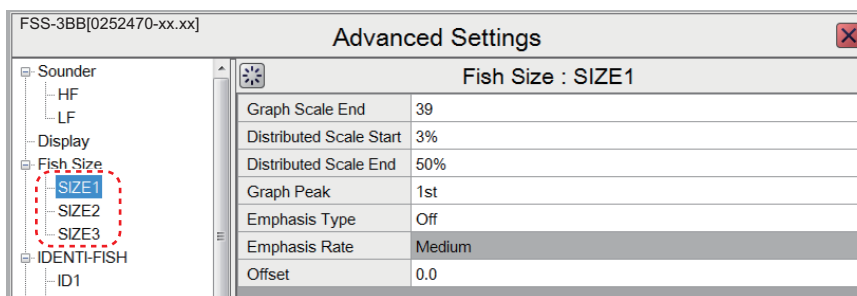 FSS-3BB[0252470-xx.xx]
Advanced Settings
Sounder
HF
LF
Display
Fish Size
SIZE1
SIZE2
SIZE3
IDENTI-FISH
ID1
Fish Size : SIZE1
Graph Scale End 39
Distributed Scale Start 3%
Distributed Scale End 50%
Graph Peak 1st
Emphasis Type Off
Emphasis Rate Medium
Offset 0.0